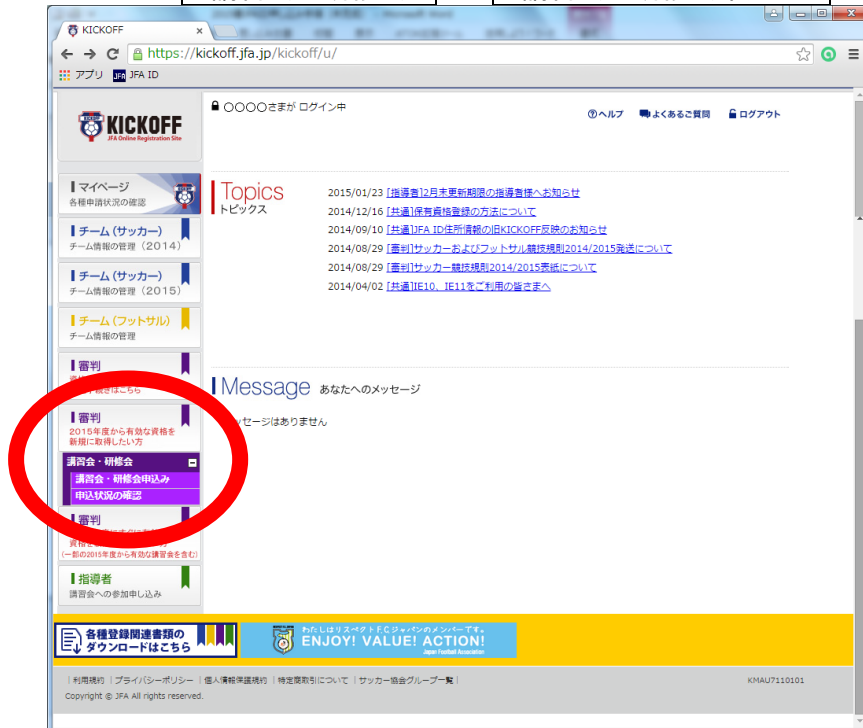 KICKOFF
https://kickoff.jfa.jp/kickoff/u/
アプリ JFA JFA ID
KICKOFF
JFA Online Registration Site
〇〇〇〇さまが ログイン中
ヘルプ よくあるご質問 ログアウト
マイページ
各種申請状況の確認
チーム (サッカー)
チーム情報の管理（2014）
チーム (サッカー)
チーム情報の管理（2015）
チーム (フットサル)
チーム情報の管理
審判
続きはこちら
審判
2015年度から有効な資格を
新規に取得したい方
講習会・研修会
講習会・研修会申込み
申込状況の確認
審判
(一部の2015年度から有効な講習会を含む)
指導者
講習会への参加申し込み
Topics
トピックス
2015/01/23 [指導者]2月末更新期限の指導者様へお知らせ
2014/12/16 [共通]保有資格登録の方法について
2014/09/10 [共通]JFA ID住所情報の旧KICKOFF反映のお知らせ
2014/08/29 [審判]サッカーおよびフットサル競技規則2014/2015発送について
2014/08/29 [審判]サッカー競技規則2014/2015表紙について
2014/04/02 [共通]IE10、IE11をご利用の皆さまへ
Message あなたへのメッセージ
ッセージはありません
各種登録関連書類の
ダウンロードはこちら
わたしはリスペクトF.C.ジャパンのメンバーです。
ENJOY! VALUE! ACTION!
Japan Football Association
| 利用規約 | プライバシーポリシー | 個人情報保護規約 | 特定商取引について | サッカー協会グループ一覧 |
KMAU7110101
Copyright © JFA All rights reserved.